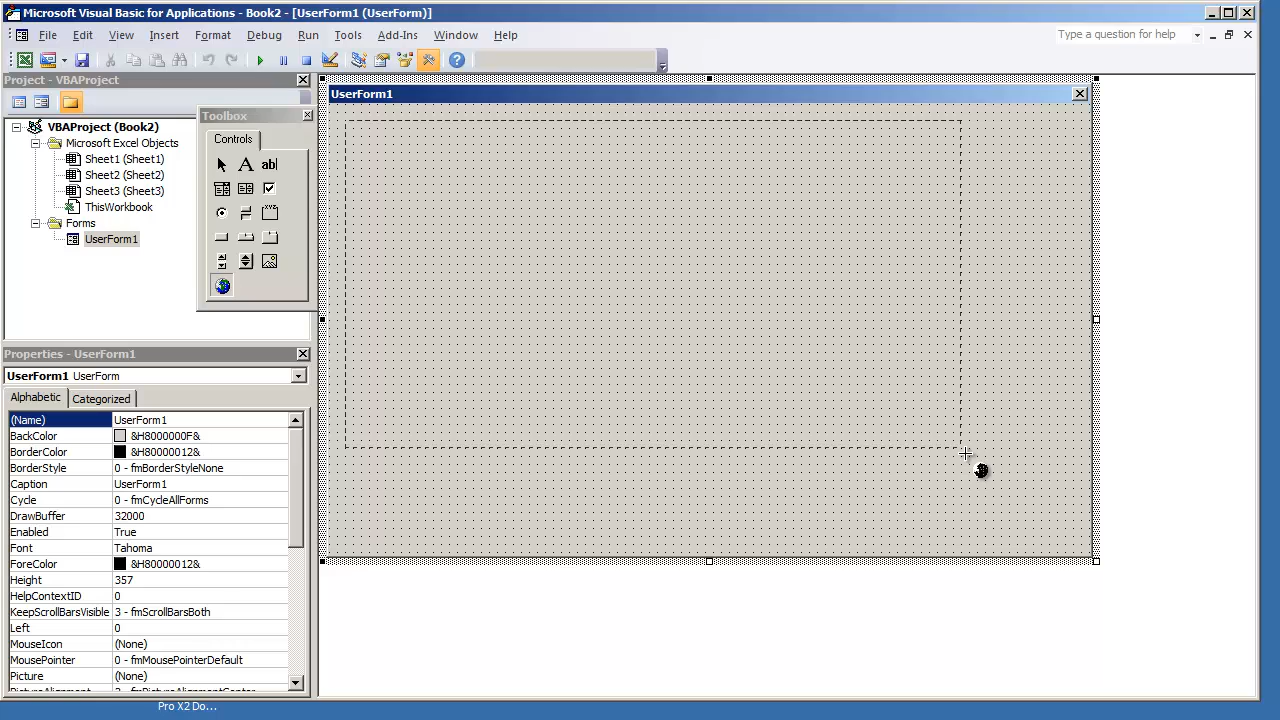 Microsoft Visual Basic for Applications - Book2 - [UserForm1 (UserForm)]
File Edit View Insert Format Debug Run Tools Add-Ins Window Help
Type a question for help
Project - VBAProject
VBAProject (Book2)
Microsoft Excel Objects
Sheet1 (Sheet1)
Sheet2 (Sheet2)
Sheet3 (Sheet3)
ThisWorkbook
Forms
UserForm1
Toolbox
Controls
A ab|
UserForm1
Properties - UserForm1
UserForm1 UserForm
Alphabetic Categorized
(Name) UserForm1
BackColor &H8000000F&
BorderColor &H80000012&
BorderStyle 0 - fmBorderStyleNone
Caption UserForm1
Cycle 0 - fmCycleAllForms
DrawBuffer 32000
Enabled True
Font Tahoma
ForeColor &H80000012&
Height 357
HelpContextID 0
KeepScrollBarsVisible 3 - fmScrollBarsBoth
Left 0
MouseIcon (None)
MousePointer 0 - fmMousePointerDefault
Picture (None)
PictureAlignment 2 - fmPictureAlignmentCenter
Pro X2 Do...